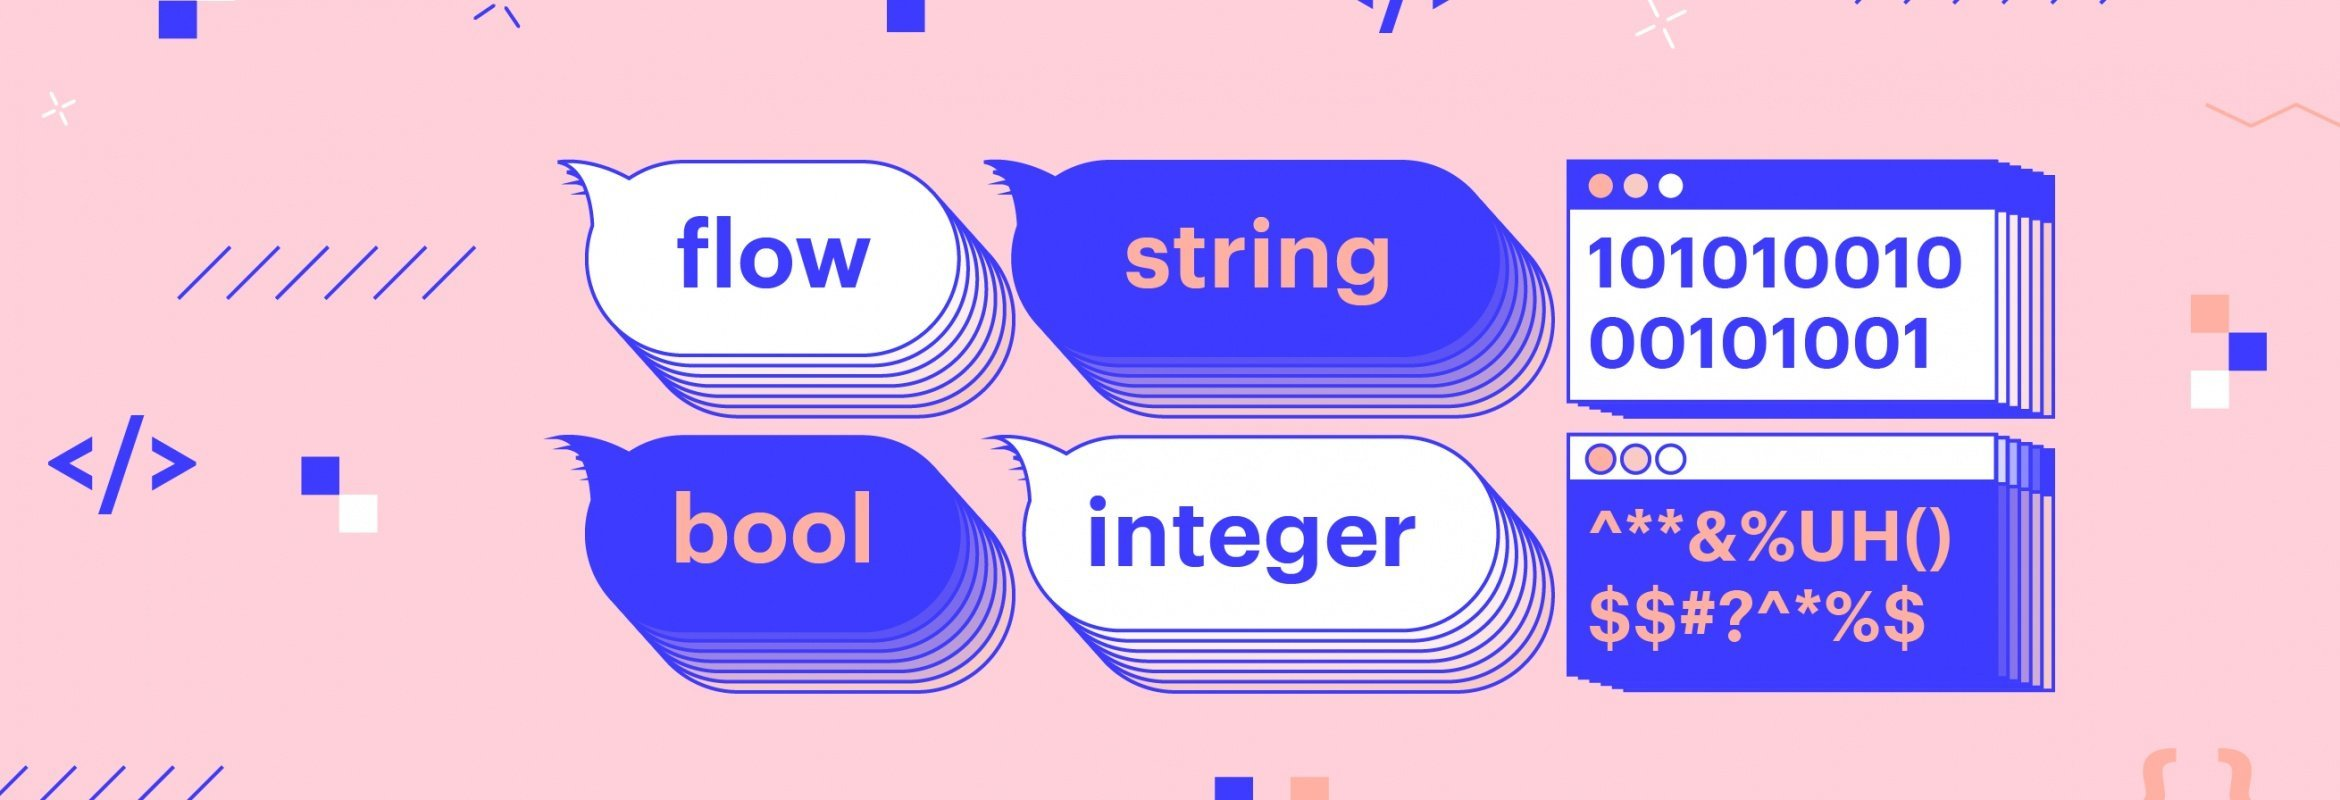 flow
string
101010010
00101001
bool
integer
^**&%UH()
$$#?^*%$
</>
{ }